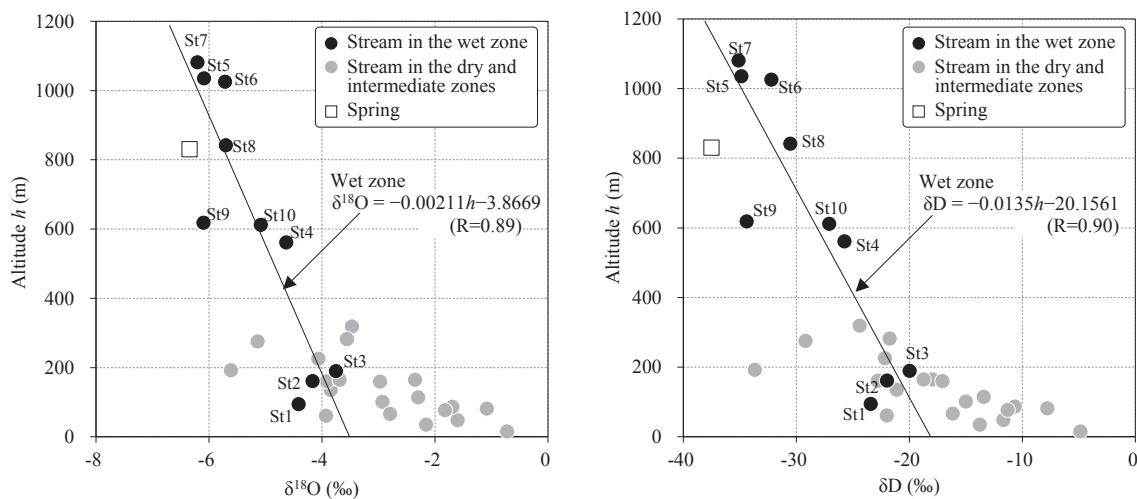 1200
1000
800
600
400
200
0
Altitude h (m)
-8
-6
-4
-2
0
δ¹⁸O (‰)
St7
St5
St6
St8
St9
St10
St4
St3
St2
St1
Stream in the wet zone
Stream in the dry and
intermediate zones
Spring
Wet zone
δ¹⁸O = −0.00211h−3.8669
(R=0.89)
1200
1000
800
600
400
200
0
Altitude h (m)
-40
-30
-20
-10
0
δD (‰)
St7
St5
St6
St8
St9
St10
St4
St3
St2
St1
Stream in the wet zone
Stream in the dry and
intermediate zones
Spring
Wet zone
δD = −0.0135h−20.1561
(R=0.90)